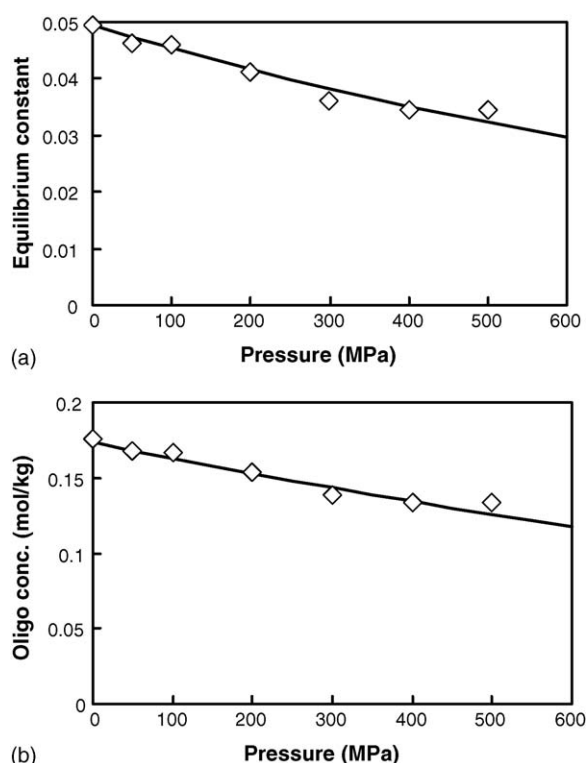 0.05
0.04
0.03
0.02
0.01
0
0 100 200 300 400 500 600
Equilibrium constant
Pressure (MPa)
(a)
0.2
0.15
0.1
0.05
0
0 100 200 300 400 500 600
Oligo conc. (mol/kg)
Pressure (MPa)
(b)